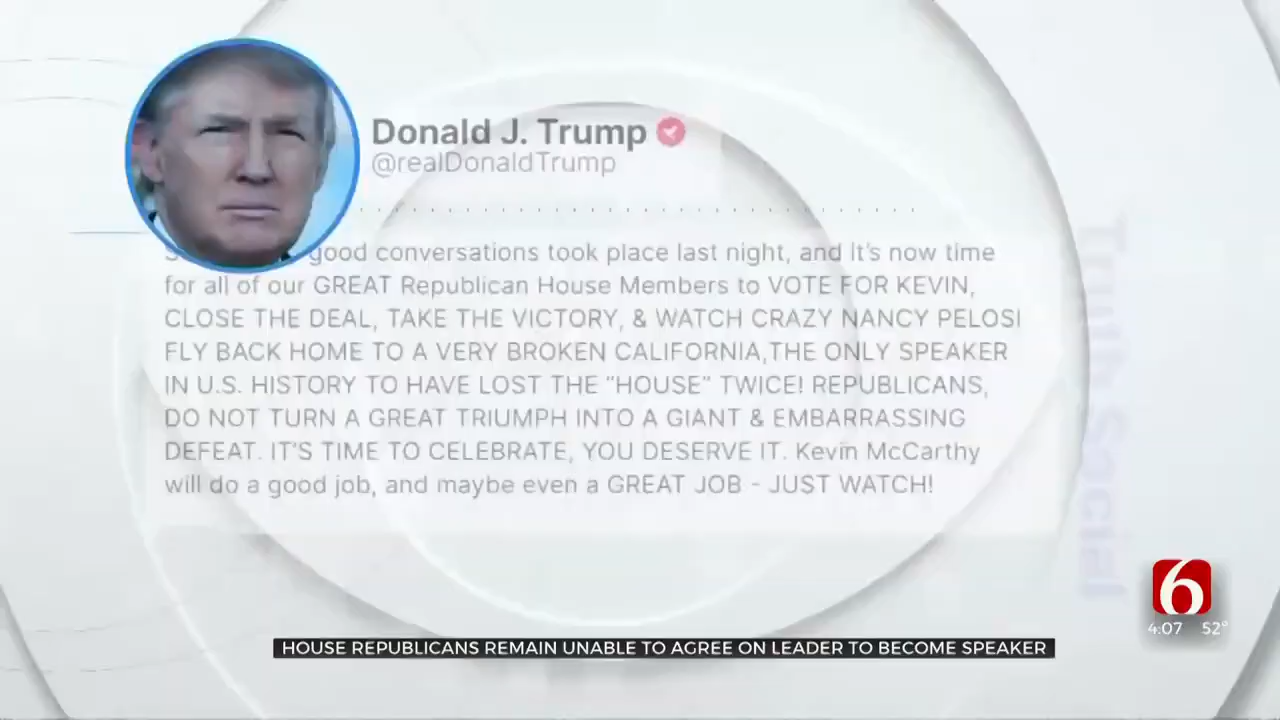 Donald J. Trump
@realDonaldTrump
good conversations took place last night, and it's now time
for all of our GREAT Republican House Members to VOTE FOR KEVIN,
CLOSE THE DEAL, TAKE THE VICTORY, & WATCH CRAZY NANCY PELOSI
FLY BACK HOME TO A VERY BROKEN CALIFORNIA,THE ONLY SPEAKER
IN U.S. HISTORY TO HAVE LOST THE “HOUSE” TWICE! REPUBLICANS,
DO NOT TURN A GREAT TRIUMPH INTO A GIANT & EMBARRASSING
DEFEAT. IT'S TIME TO CELEBRATE, YOU DESERVE IT. Kevin McCarthy
will do a good job, and maybe even a GREAT JOB - JUST WATCH!
Truth Social
6
4:07 52°
HOUSE REPUBLICANS REMAIN UNABLE TO AGREE ON LEADER TO BECOME SPEAKER